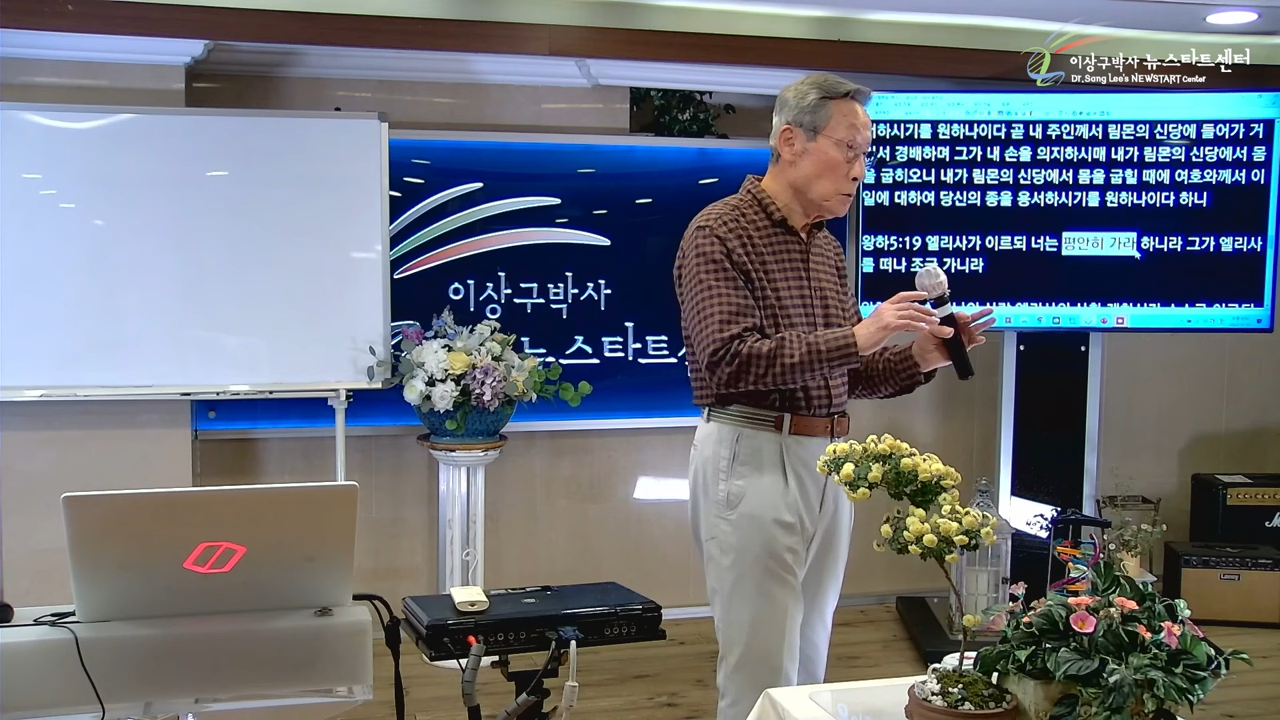 이상구박사 뉴스타트센터
Dr. Sang Lee's NEWSTART Center
서하시기를 원하나이다 곧 내 주인께서 림몬의 신당에 들어가 거
서 경배하며 그가 내 손을 의지하시매 내가 림몬의 신당에서 몸
을 굽히오니 내가 림몬의 신당에서 몸을 굽힐 때에 여호와께서 이
일에 대하여 당신의 종을 용서하시기를 원하나이다 하니
왕하5:19 엘리사가 이르되 너는 평안히 가라 하니라 그가 엘리사
를 떠나 조금 가니라
이상구박사
뉴스타트
Laney